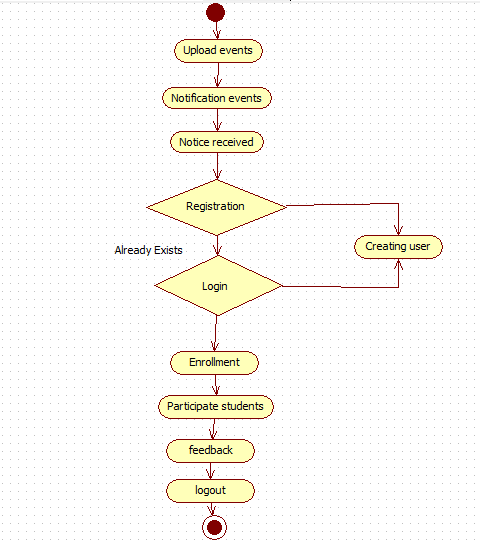 Upload events
Notification events
Notice received
Registration
Creating user
Already Exists
Login
Enrollment
Participate students
feedback
logout